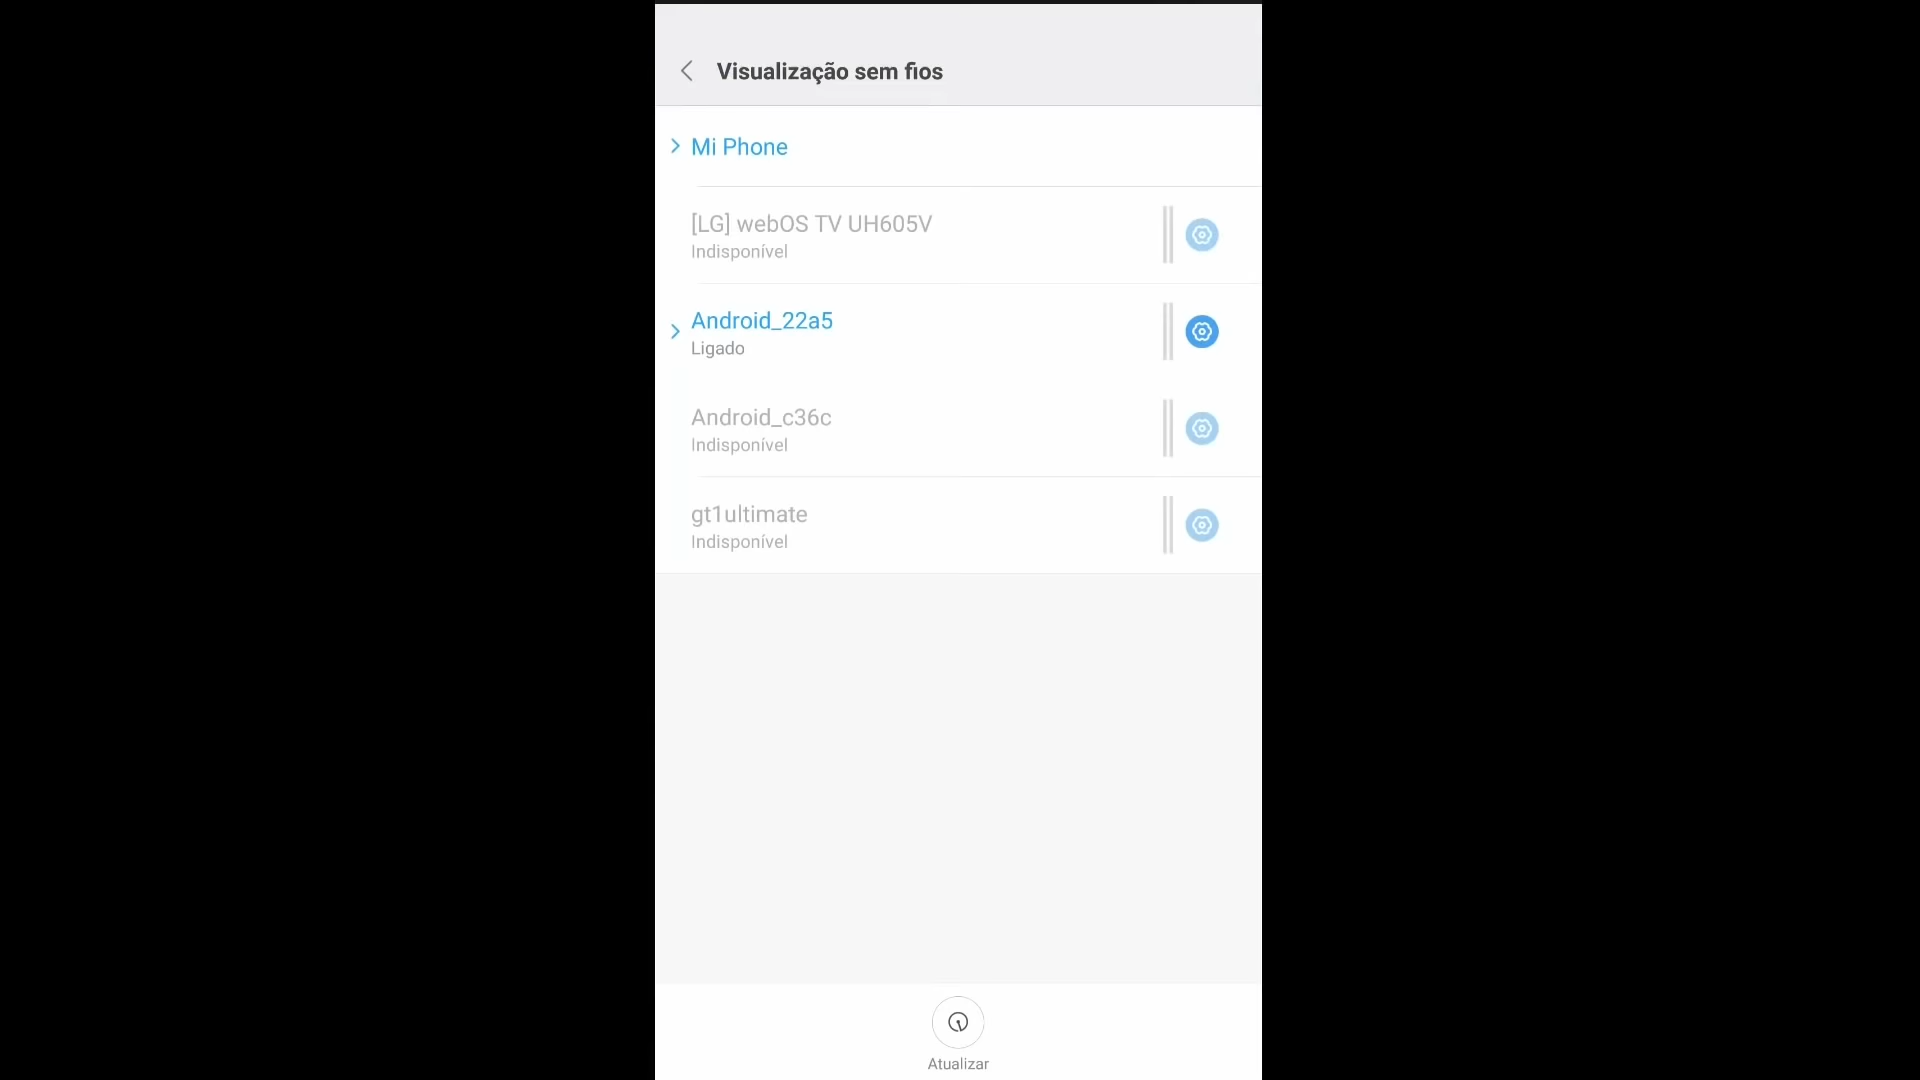 Visualização sem fios
Mi Phone
[LG] webOS TV UH605V
Indisponível
Android_22a5
Ligado
Android_c36c
Indisponível
gt1ultimate
Indisponível
Atualizar